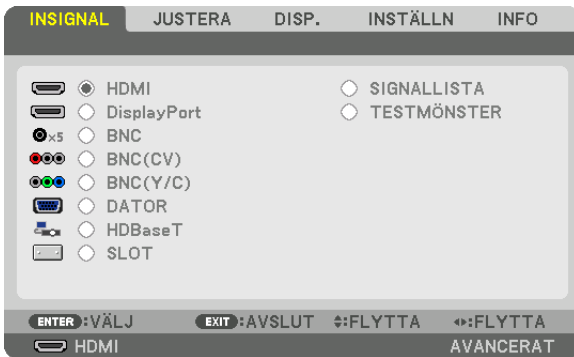 INSIGNAL JUSTERA DISP. INSTÄLLN INFO
HDMI SIGNALLISTA
DisplayPort TESTMÖNSTER
×5 BNC
BNC(CV)
BNC(Y/C)
DATOR
HDBaseT
SLOT
ENTER :VÄLJ EXIT :AVSLUT :FLYTTA :FLYTTA
HDMI AVANCERAT